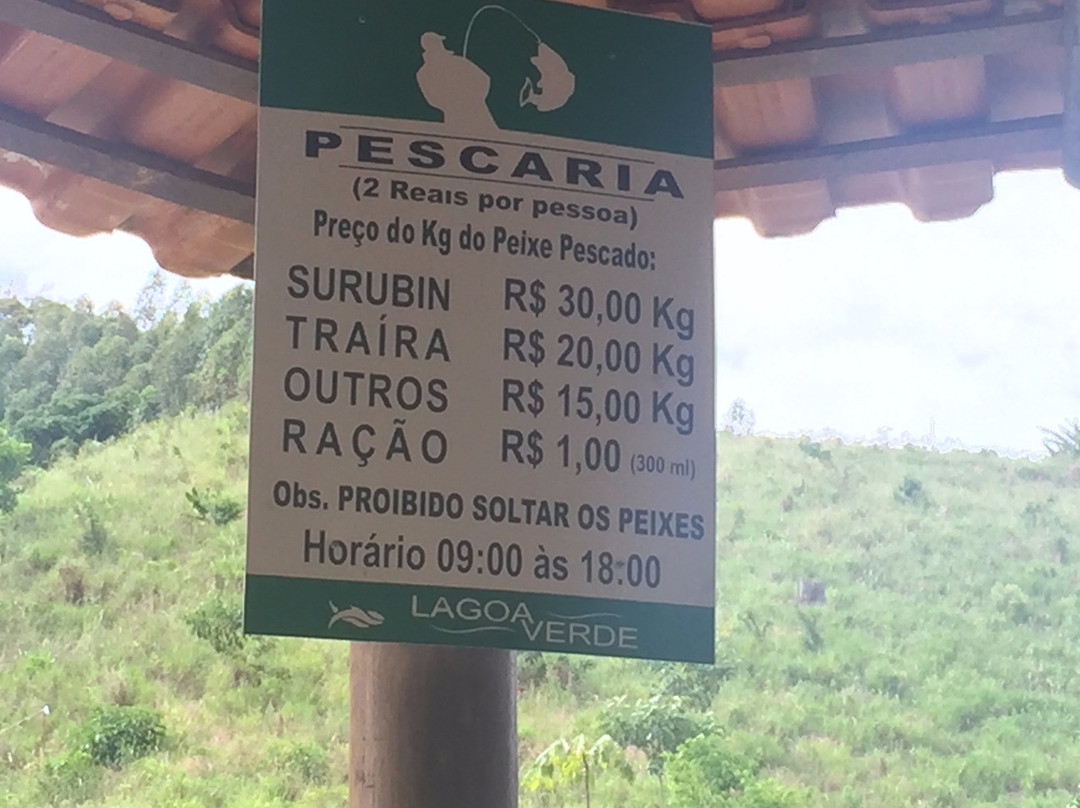 PESCARIA
(2 Reais por pessoa)
Preço do Kg do Peixe Pescado:
SURUBIN R$ 30,00 Kg
TRAÍRA R$ 20,00 Kg
OUTROS R$ 15,00 Kg
RAÇÃO R$ 1,00 (300 ml)
Obs. PROIBIDO SOLTAR OS PEIXES
Horário 09:00 às 18:00
LAGOA
VERDE